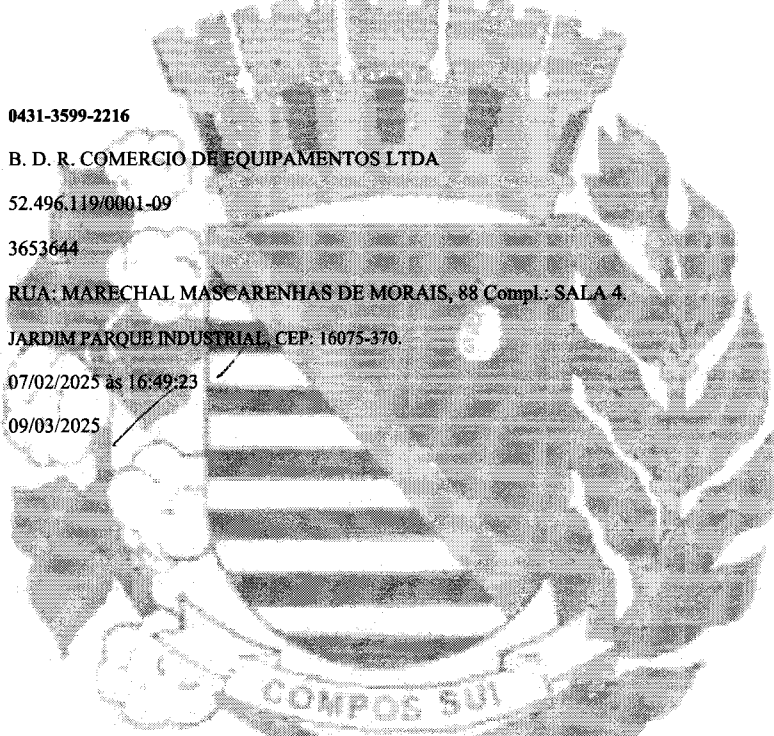 0431-3599-2216
B. D. R. COMERCIO DE EQUIPAMENTOS LTDA
52.496.119/0001-09
3653644
RUA: MARECHAL MASCARENHAS DE MORAIS, 88 Compl.: SALA 4.
JARDIM PARQUE INDUSTRIAL, CEP: 16075-370.
07/02/2025 às 16:49:23
09/03/2025
COMPOS SUI